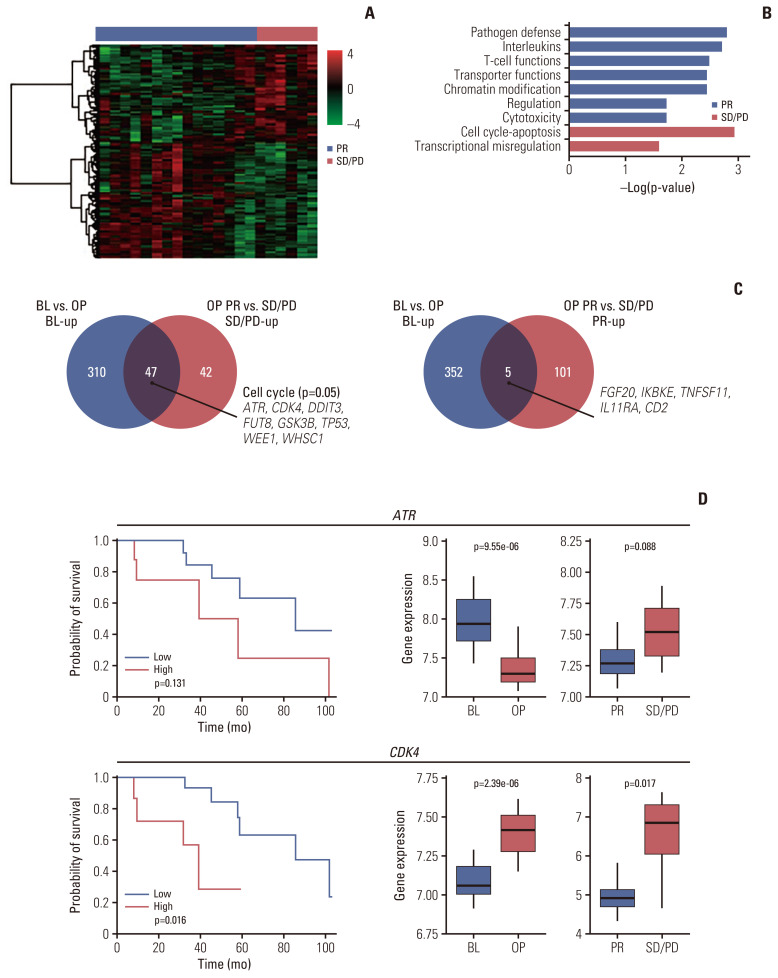 A
4
0
−4
PR
SD/PD
B
Pathogen defense
Interleukins
T-cell functions
Transporter functions
Chromatin modification
Regulation
Cytotoxicity
Cell cycle-apoptosis
Transcriptional misregulation
PR
SD/PD
0 1 2 3
−Log(p-value)
C
BL vs. OP
BL-up
OP PR vs. SD/PD
SD/PD-up
310
47
42
Cell cycle (p=0.05)
ATR, CDK4, DDIT3,
FUT8, GSK3B, TP53,
WEE1, WHSC1
BL vs. OP
BL-up
OP PR vs. SD/PD
PR-up
352
5
101
FGF20, IKBKE, TNFSF11,
IL11RA, CD2
D
ATR
Probability of survival
1.0
0.8
0.6
0.4
0.2
0
Low
High
p=0.131
0 20 40 60 80 100
Time (mo)
Gene expression
9.0
8.5
8.0
7.5
7.0
p=9.55e-06
BL OP
8.25
8.00
7.75
7.50
7.25
7.00
p=0.088
PR SD/PD
CDK4
Probability of survival
1.0
0.8
0.6
0.4
0.2
0
Low
High
p=0.016
0 20 40 60 80 100
Time (mo)
Gene expression
7.75
7.50
7.25
7.00
6.75
p=2.39e-06
BL OP
8
7
6
5
4
p=0.017
PR SD/PD